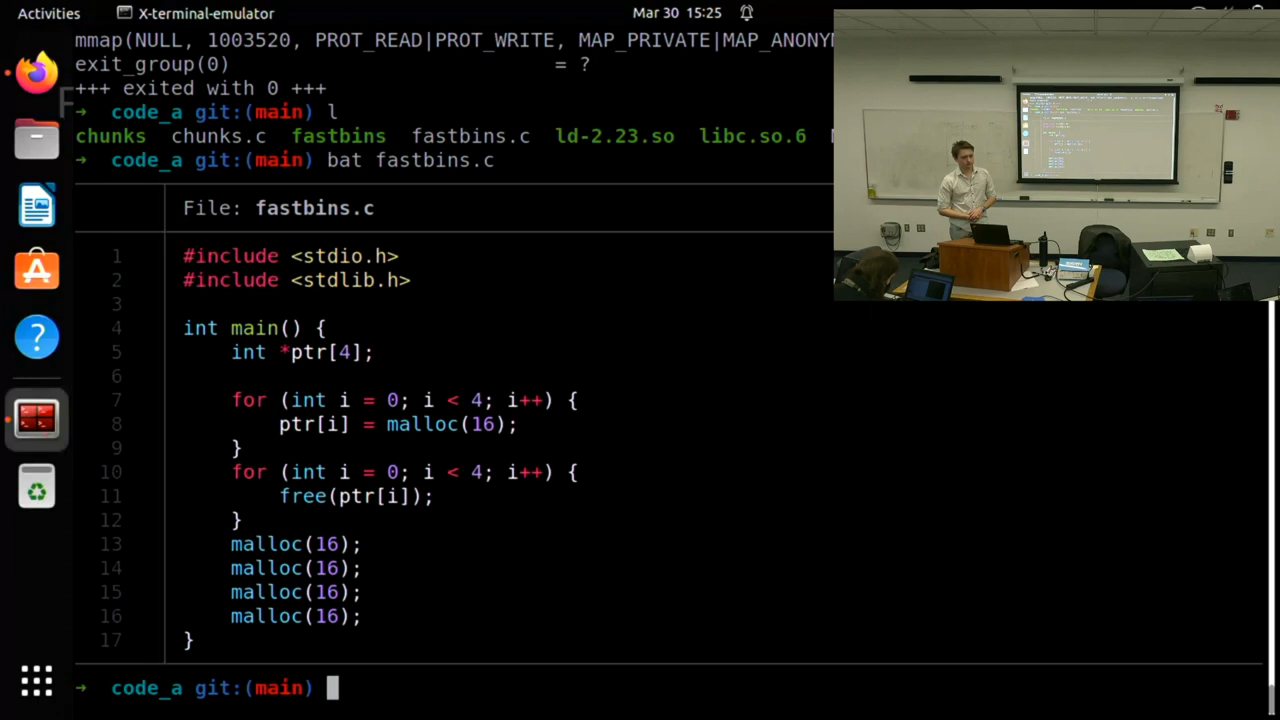 Activities
X-terminal-emulator
Mar 30 15:25
mmap(NULL, 1003520, PROT_READ|PROT_WRITE, MAP_PRIVATE|MAP_ANONYM
exit_group(0) = ?
+++ exited with 0 +++
→ code_a git:(main) l
chunks chunks.c fastbins fastbins.c ld-2.23.so libc.so.6
→ code_a git:(main) bat fastbins.c
File: fastbins.c
1 #include <stdio.h>
2 #include <stdlib.h>
3
4 int main() {
5 int *ptr[4];
6
7 for (int i = 0; i < 4; i++) {
8 ptr[i] = malloc(16);
9 }
10 for (int i = 0; i < 4; i++) {
11 free(ptr[i]);
12 }
13 malloc(16);
14 malloc(16);
15 malloc(16);
16 malloc(16);
17 }
→ code_a git:(main)